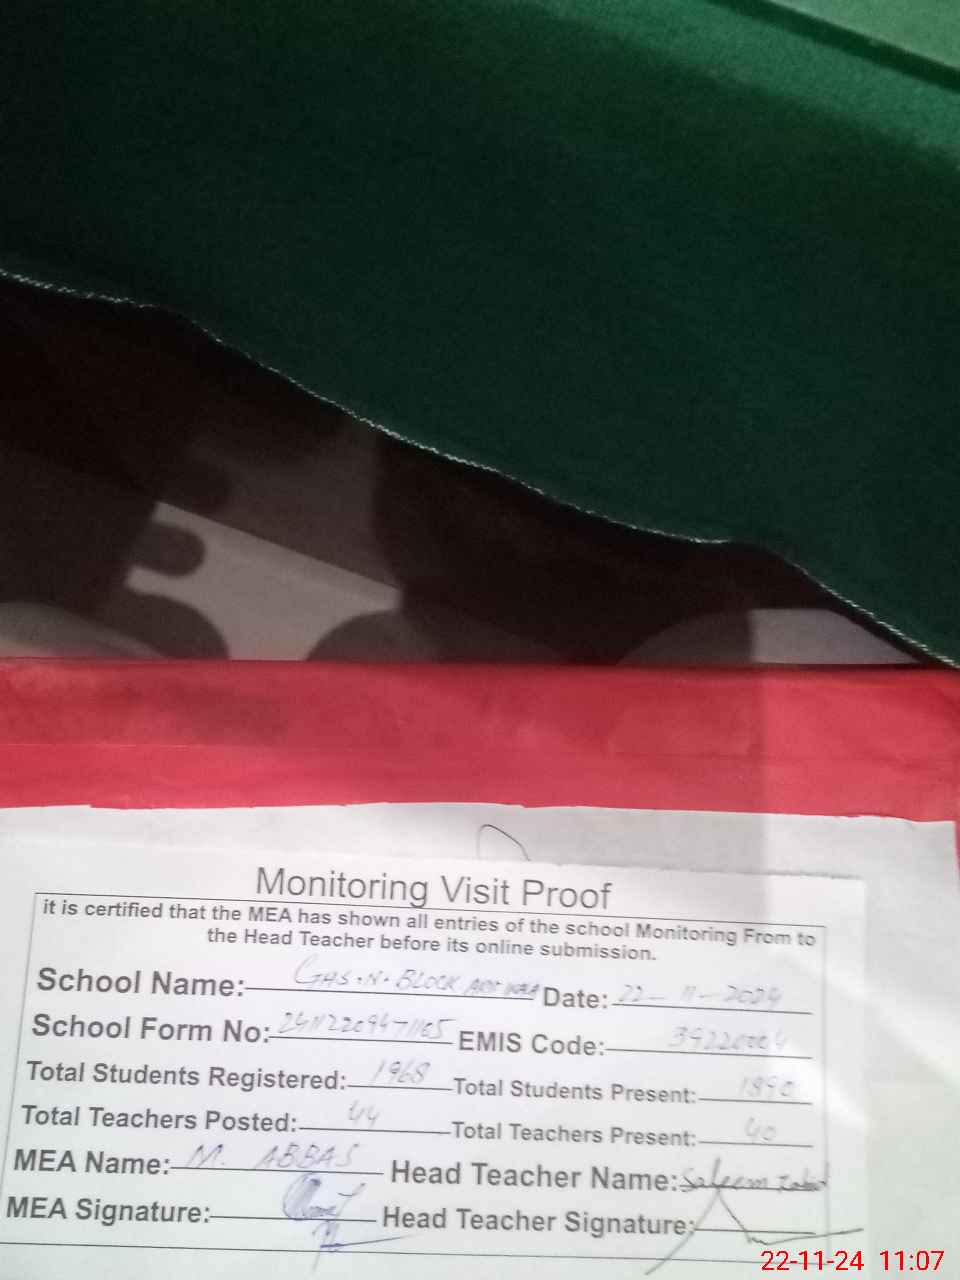 Monitoring Visit Proof
it is certified that the MEA has shown all entries of the school Monitoring From to
the Head Teacher before its online submission.
School Name: GHS.N.BLOCK Date: 22-11-2024
School Form No: EMIS Code: 39220004
Total Students Registered: 1968 Total Students Present: 1890
Total Teachers Posted: 44 Total Teachers Present: 40
MEA Name: M. ABBAS Head Teacher Name: Saleem
MEA Signature: Head Teacher Signature:
22-11-24 11:07